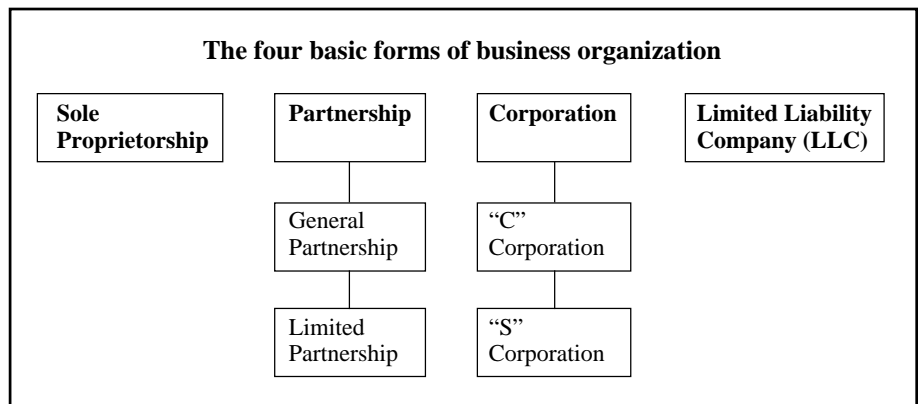 The four basic forms of business organization
Sole
Proprietorship
Partnership
Corporation
Limited Liability
Company (LLC)
General
Partnership
“C”
Corporation
Limited
Partnership
“S”
Corporation